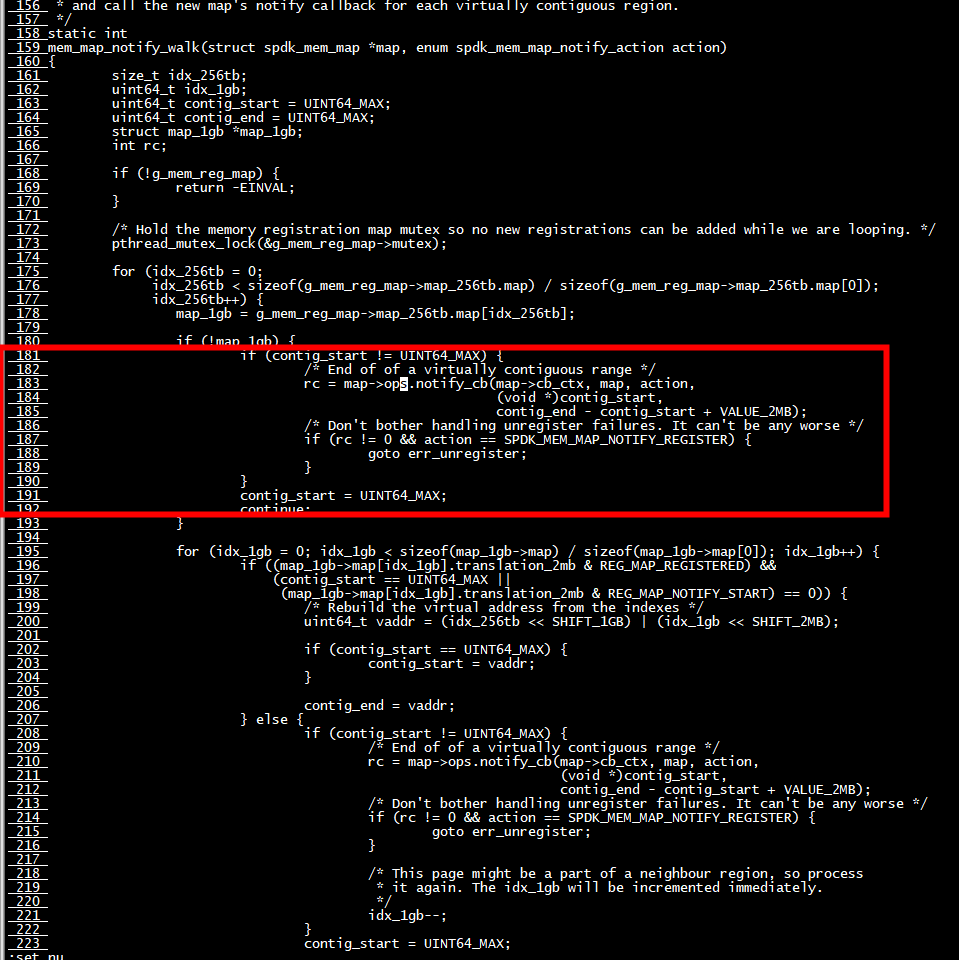 156  * and call the new map's notify callback for each virtually contiguous region.
157  */
158 static int
159 mem_map_notify_walk(struct spdk_mem_map *map, enum spdk_mem_map_notify_action action)
160 {
161         size_t idx_256tb;
162         uint64_t idx_1gb;
163         uint64_t contig_start = UINT64_MAX;
164         uint64_t contig_end = UINT64_MAX;
165         struct map_1gb *map_1gb;
166         int rc;
167
168         if (!g_mem_reg_map) {
169                 return -EINVAL;
170         }
171
172         /* Hold the memory registration map mutex so no new registrations can be added while we are looping. */
173         pthread_mutex_lock(&g_mem_reg_map->mutex);
174
175         for (idx_256tb = 0;
176              idx_256tb < sizeof(g_mem_reg_map->map_256tb.map) / sizeof(g_mem_reg_map->map_256tb.map[0]);
177              idx_256tb++) {
178                 map_1gb = g_mem_reg_map->map_256tb.map[idx_256tb];
179
180                 if (!map_1gb) {
181                         if (contig_start != UINT64_MAX) {
182                                 /* End of of a virtually contiguous range */
183                                 rc = map->ops.notify_cb(map->cb_ctx, map, action,
184                                                         (void *)contig_start,
185                                                         contig_end - contig_start + VALUE_2MB);
186                                 /* Don't bother handling unregister failures. It can't be any worse */
187                                 if (rc != 0 && action == SPDK_MEM_MAP_NOTIFY_REGISTER) {
188                                         goto err_unregister;
189                                 }
190                         }
191                         contig_start = UINT64_MAX;
192                         continue;
193                 }
194
195                 for (idx_1gb = 0; idx_1gb < sizeof(map_1gb->map) / sizeof(map_1gb->map[0]); idx_1gb++) {
196                         if ((map_1gb->map[idx_1gb].translation_2mb & REG_MAP_REGISTERED) &&
197                             (contig_start == UINT64_MAX ||
198                              (map_1gb->map[idx_1gb].translation_2mb & REG_MAP_NOTIFY_START) == 0)) {
199                                 /* Rebuild the virtual address from the indexes */
200                                 uint64_t vaddr = (idx_256tb << SHIFT_1GB) | (idx_1gb << SHIFT_2MB);
201
202                                 if (contig_start == UINT64_MAX) {
203                                         contig_start = vaddr;
204                                 }
205
206                                 contig_end = vaddr;
207                         } else {
208                                 if (contig_start != UINT64_MAX) {
209                                         /* End of of a virtually contiguous range */
210                                         rc = map->ops.notify_cb(map->cb_ctx, map, action,
211                                                                 (void *)contig_start,
212                                                                 contig_end - contig_start + VALUE_2MB);
213                                         /* Don't bother handling unregister failures. It can't be any worse */
214                                         if (rc != 0 && action == SPDK_MEM_MAP_NOTIFY_REGISTER) {
215                                                 goto err_unregister;
216                                         }
217
218                                         /* This page might be a part of a neighbour region, so process
219                                          * it again. The idx_1gb will be incremented immediately.
220                                          */
221                                         idx_1gb--;
222                                 }
223                                 contig_start = UINT64_MAX;
:set nu